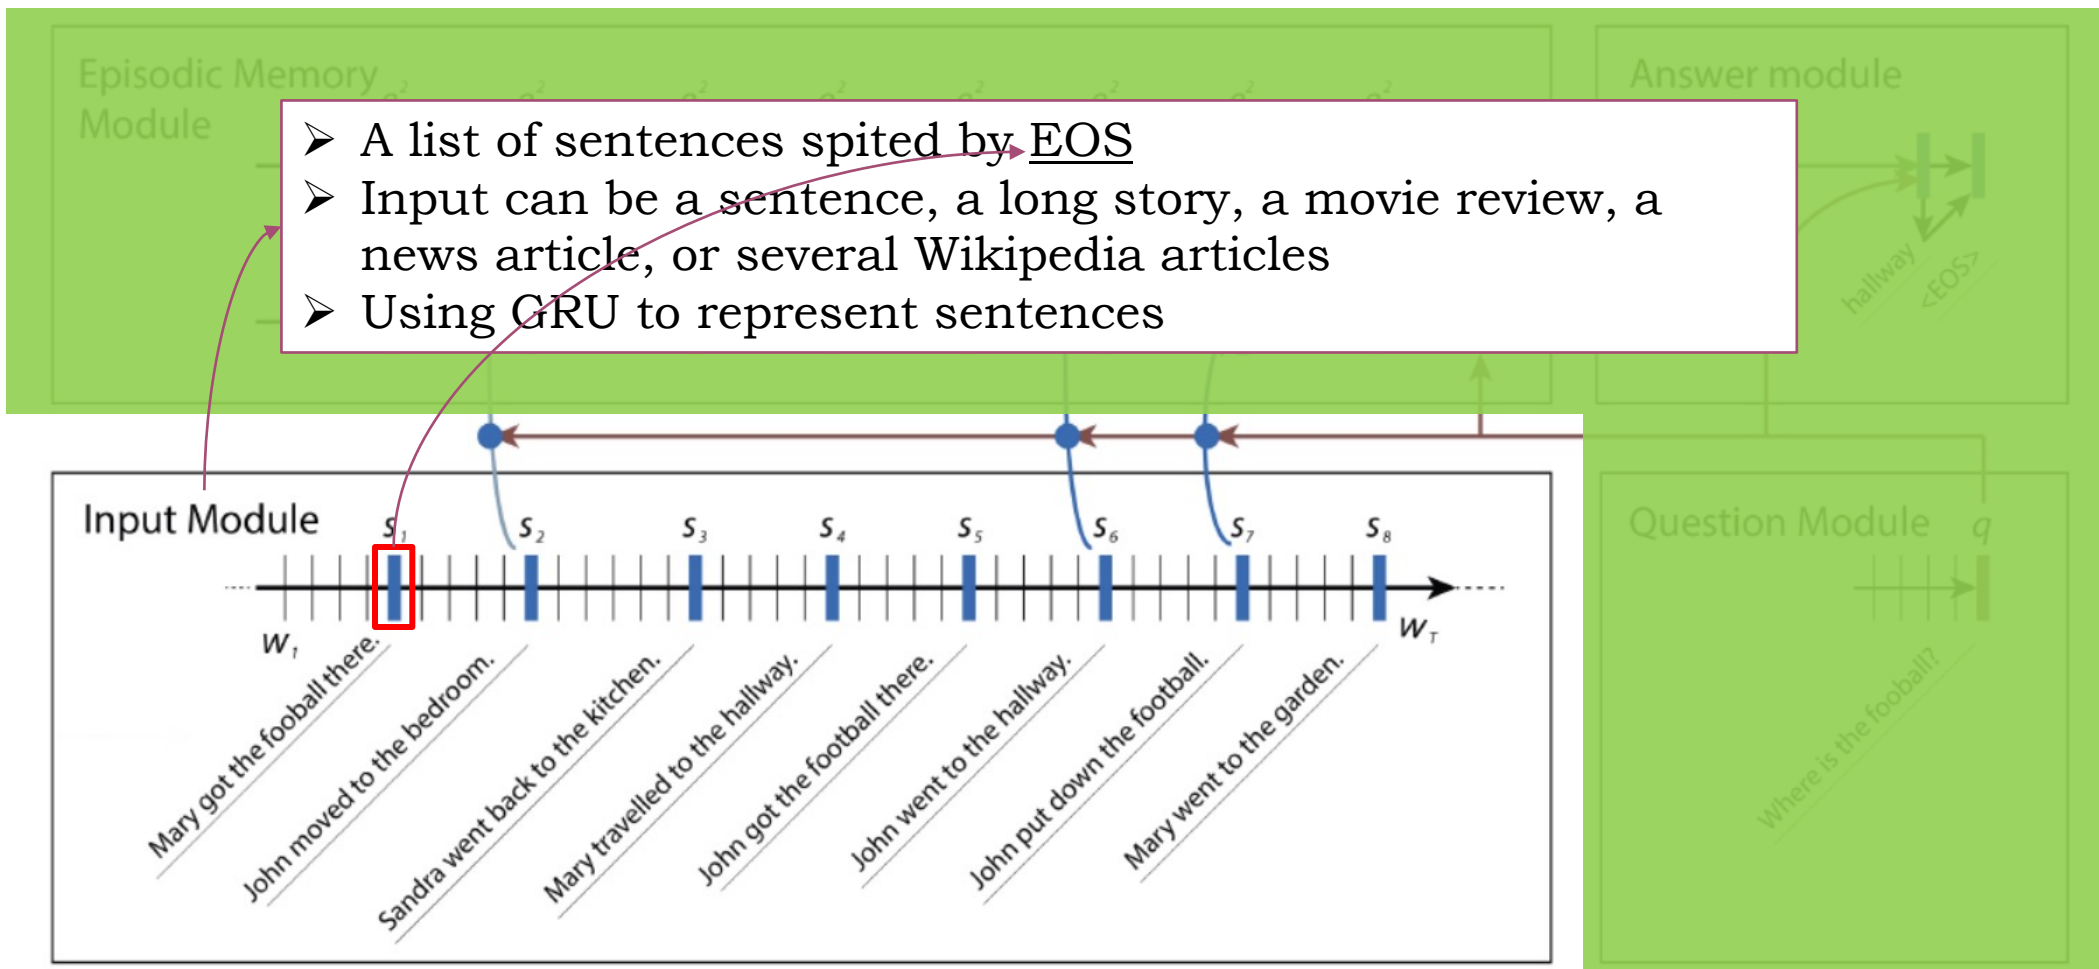 Episodic Memory
Module
Answer module
➢ A list of sentences spited by EOS
➢ Input can be a sentence, a long story, a movie review, a
news article, or several Wikipedia articles
➢ Using GRU to represent sentences
hallway
<EOS>
Input Module
s1 s2 s3 s4 s5 s6 s7 s8
w1
wT
Mary got the fooball there.
John moved to the bedroom.
Sandra went back to the kitchen.
Mary travelled to the hallway.
John got the football there.
John went to the hallway.
John put down the football.
Mary went to the garden.
Question Module
q
Where is the fooball?